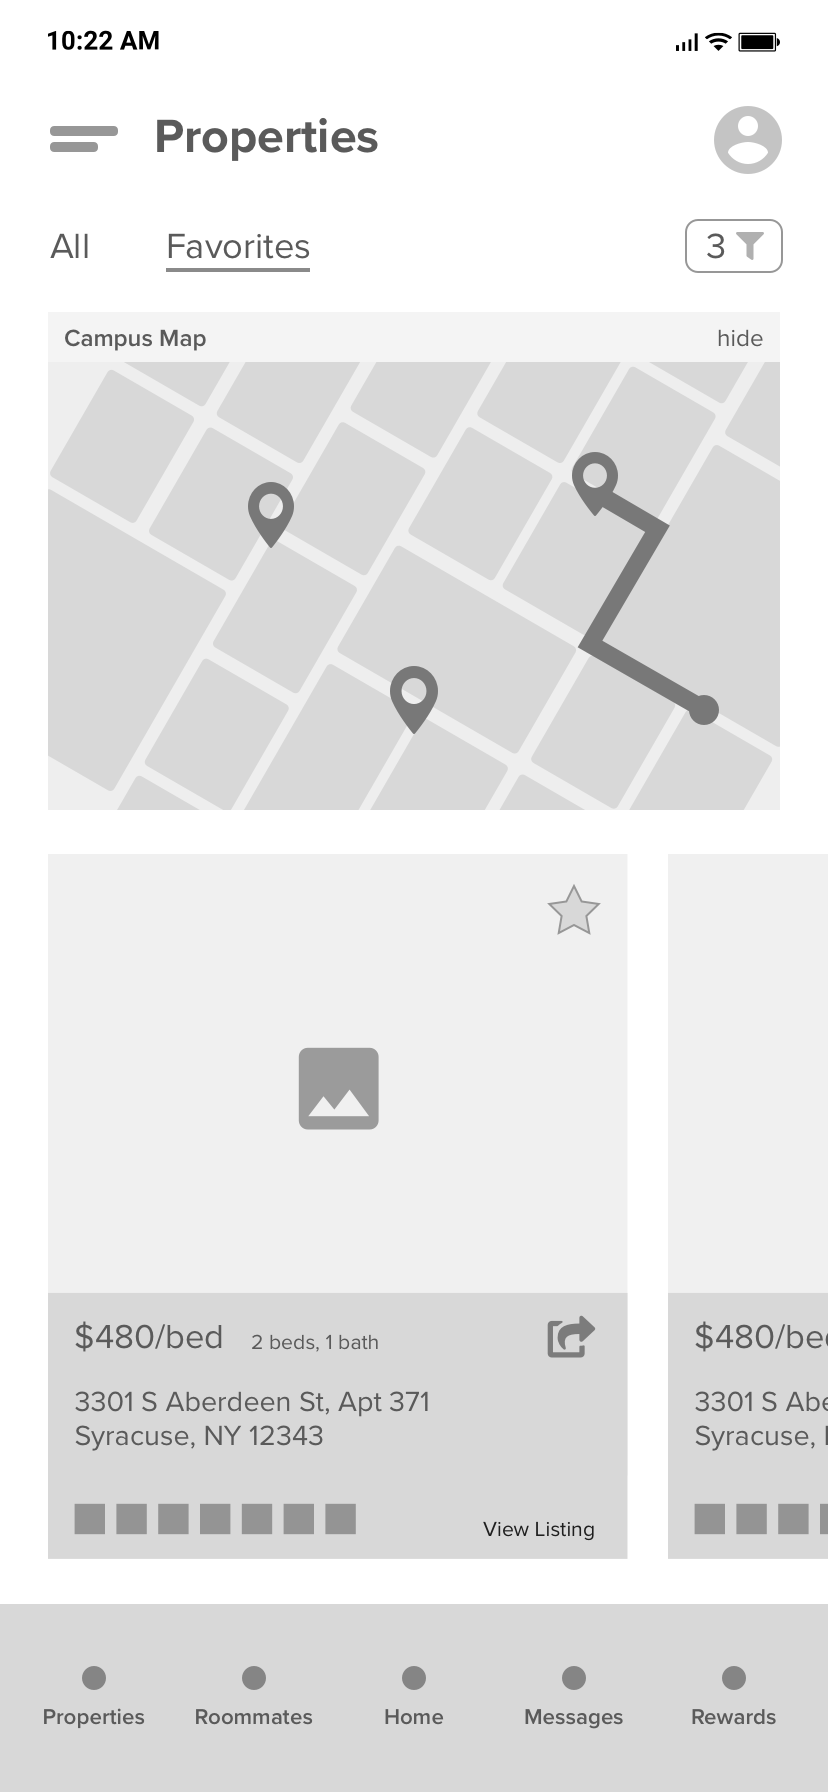 10:22 AM
Properties
All Favorites 3
Campus Map hide
$480/bed 2 beds, 1 bath
3301 S Aberdeen St, Apt 371
Syracuse, NY 12343
View Listing
$480/be
3301 S Abe
Syracuse,
Properties Roommates Home Messages Rewards